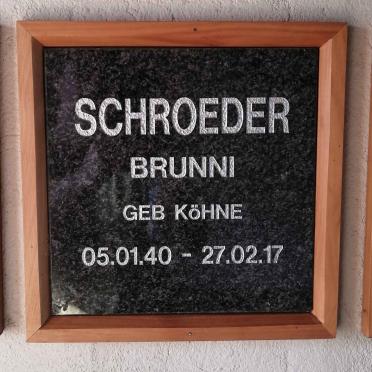 SCHROEDER
BRUNNI
GEB KöHNE
05.01.40 - 27.02.17